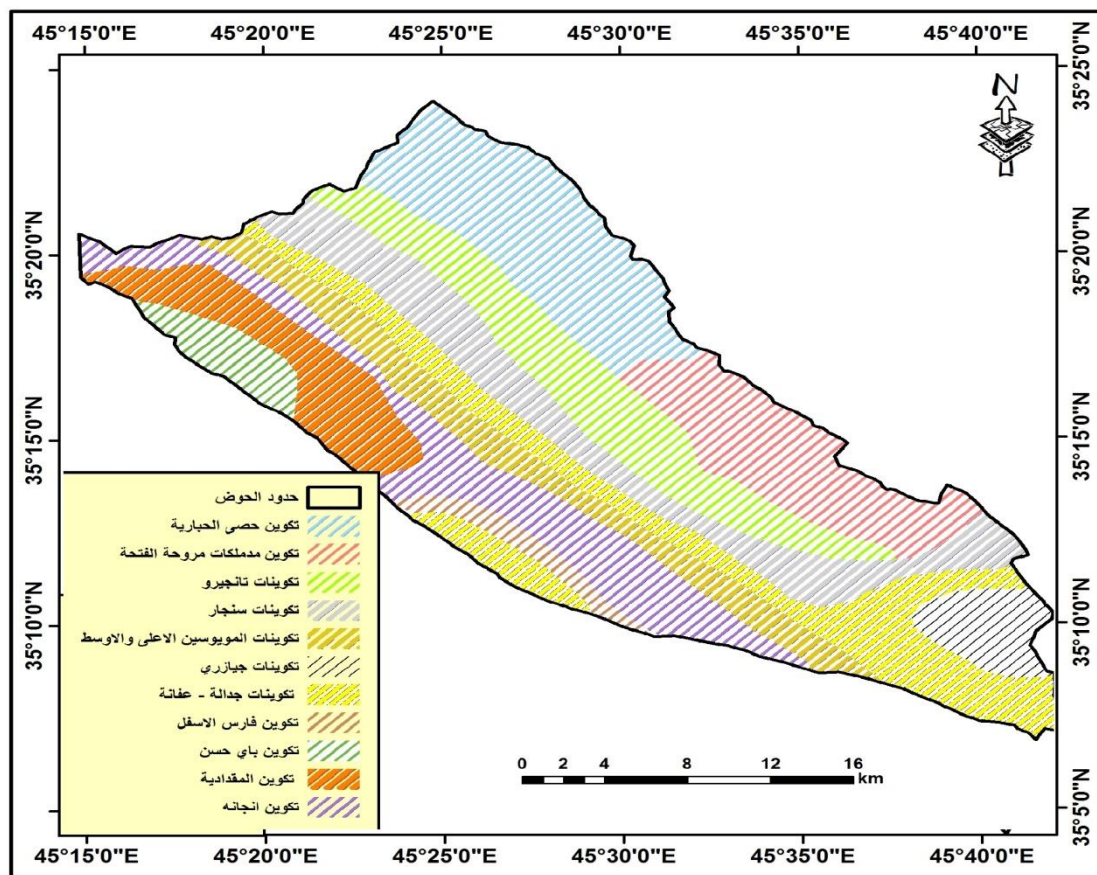 45°15'0"E 45°20'0"E 45°25'0"E 45°30'0"E 45°35'0"E 45°40'0"E
35°25'0"N
35°20'0"N
35°15'0"N
35°10'0"N
35°5'0"N
N
35°20'0"N
35°15'0"N
35°10'0"N
حدود الحوض
تكوين حصى الحبارية
تكوين مدملكات مروحة الفتحة
تكوينات تانجيرو
تكوينات سنجار
تكوينات المويوسين الاعلى والاوسط
تكوينات جيازري
تكوينات جدالة - عفانة
تكوين فارس الاسفل
تكوين باي حسن
تكوين المقدادية
تكوين انجانه
0 2 4 8 12 16
km
45°15'0"E 45°20'0"E 45°25'0"E 45°30'0"E 45°35'0"E 45°40'0"E